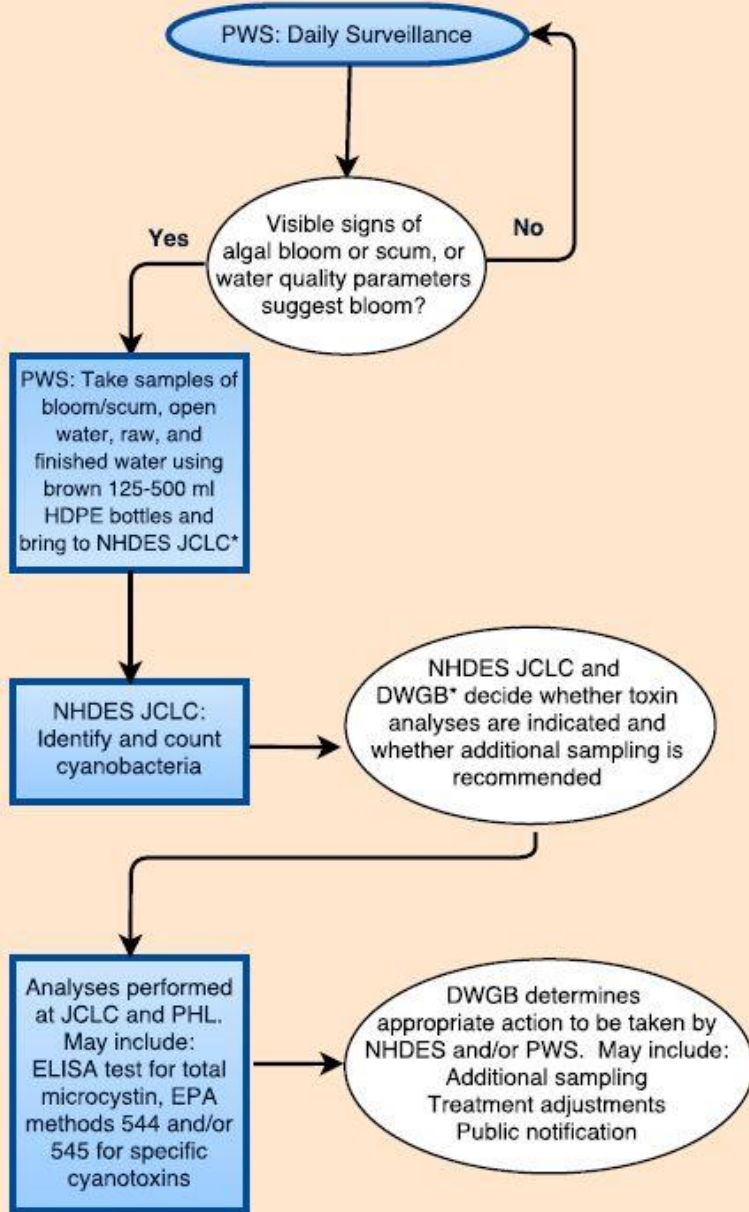 PWS: Daily Surveillance
Visible signs of
algal bloom or scum, or
water quality parameters
suggest bloom?
Yes
No
PWS: Take samples of
bloom/scum, open
water, raw, and
finished water using
brown 125-500 ml
HDPE bottles and
bring to NHDES JCLC*
NHDES JCLC:
Identify and count
cyanobacteria
NHDES JCLC and
DWGB* decide whether toxin
analyses are indicated and
whether additional sampling is
recommended
Analyses performed
at JCLC and PHL.
May include:
ELISA test for total
microcystin, EPA
methods 544 and/or
545 for specific
cyanotoxins
DWGB determines
appropriate action to be taken by
NHDES and/or PWS. May include:
Additional sampling
Treatment adjustments
Public notification